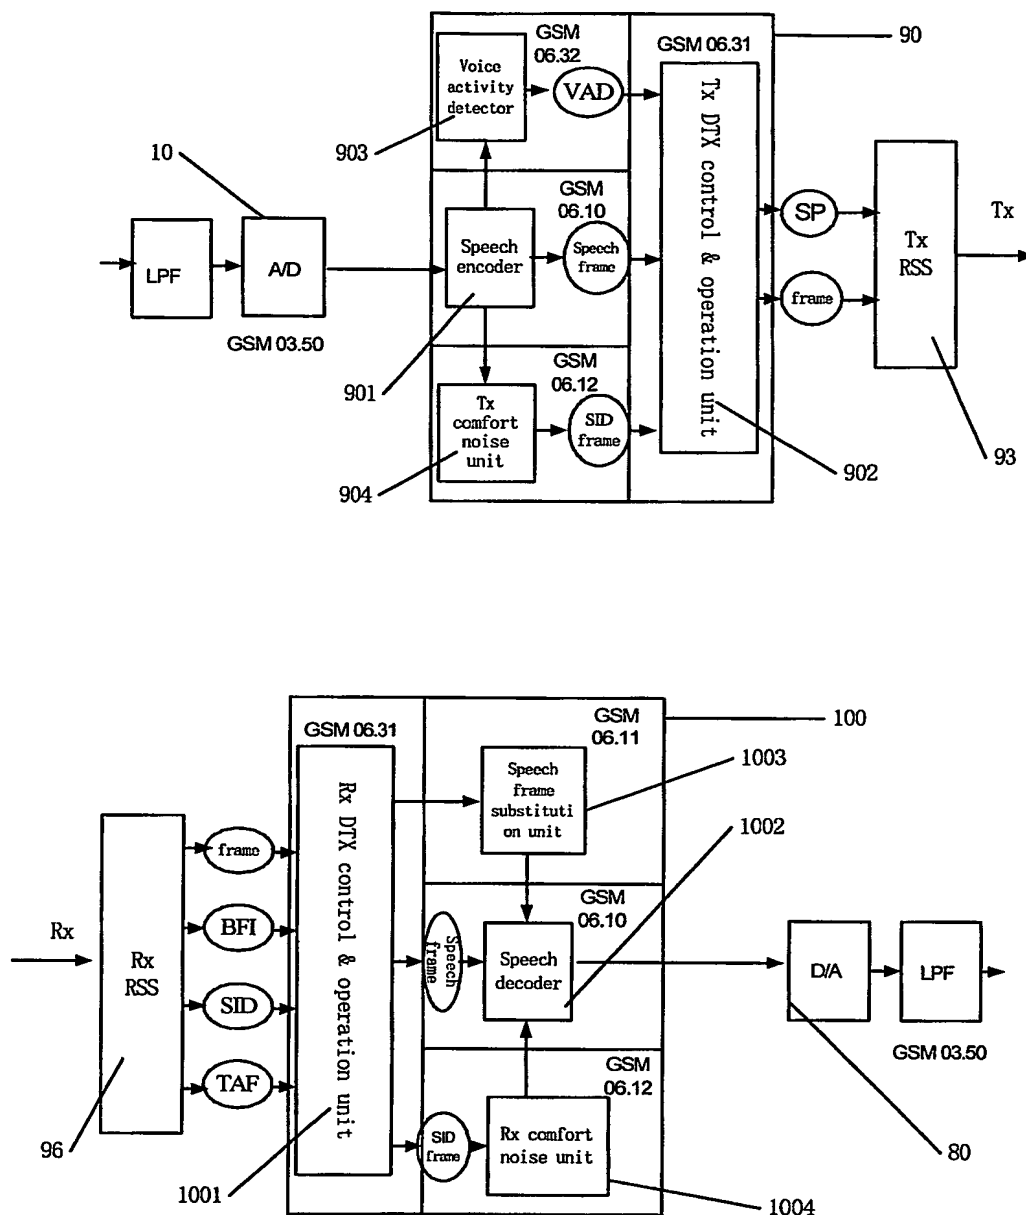 GSM
06.32
GSM 06.31
90
Voice
activity
detector
VAD
903
10
GSM
06.10
LPF
A/D
Speech
encoder
Speech
frame
Tx DTX control & operation unit
SP
frame
Tx
RSS
Tx
GSM 03.50
901
GSM
06.12
Tx
comfort
noise
unit
SID
frame
904
902
93
GSM 06.31
GSM
06.11
100
Speech
frame
substituti
on unit
1003
1002
Rx
Rx
RSS
frame
BFI
SID
TAF
Rx DTX control & operation unit
GSM
06.10
Speech
frame
Speech
decoder
D/A
LPF
GSM 03.50
GSM
06.12
SID
frame
Rx comfort
noise unit
96
1001
1004
80